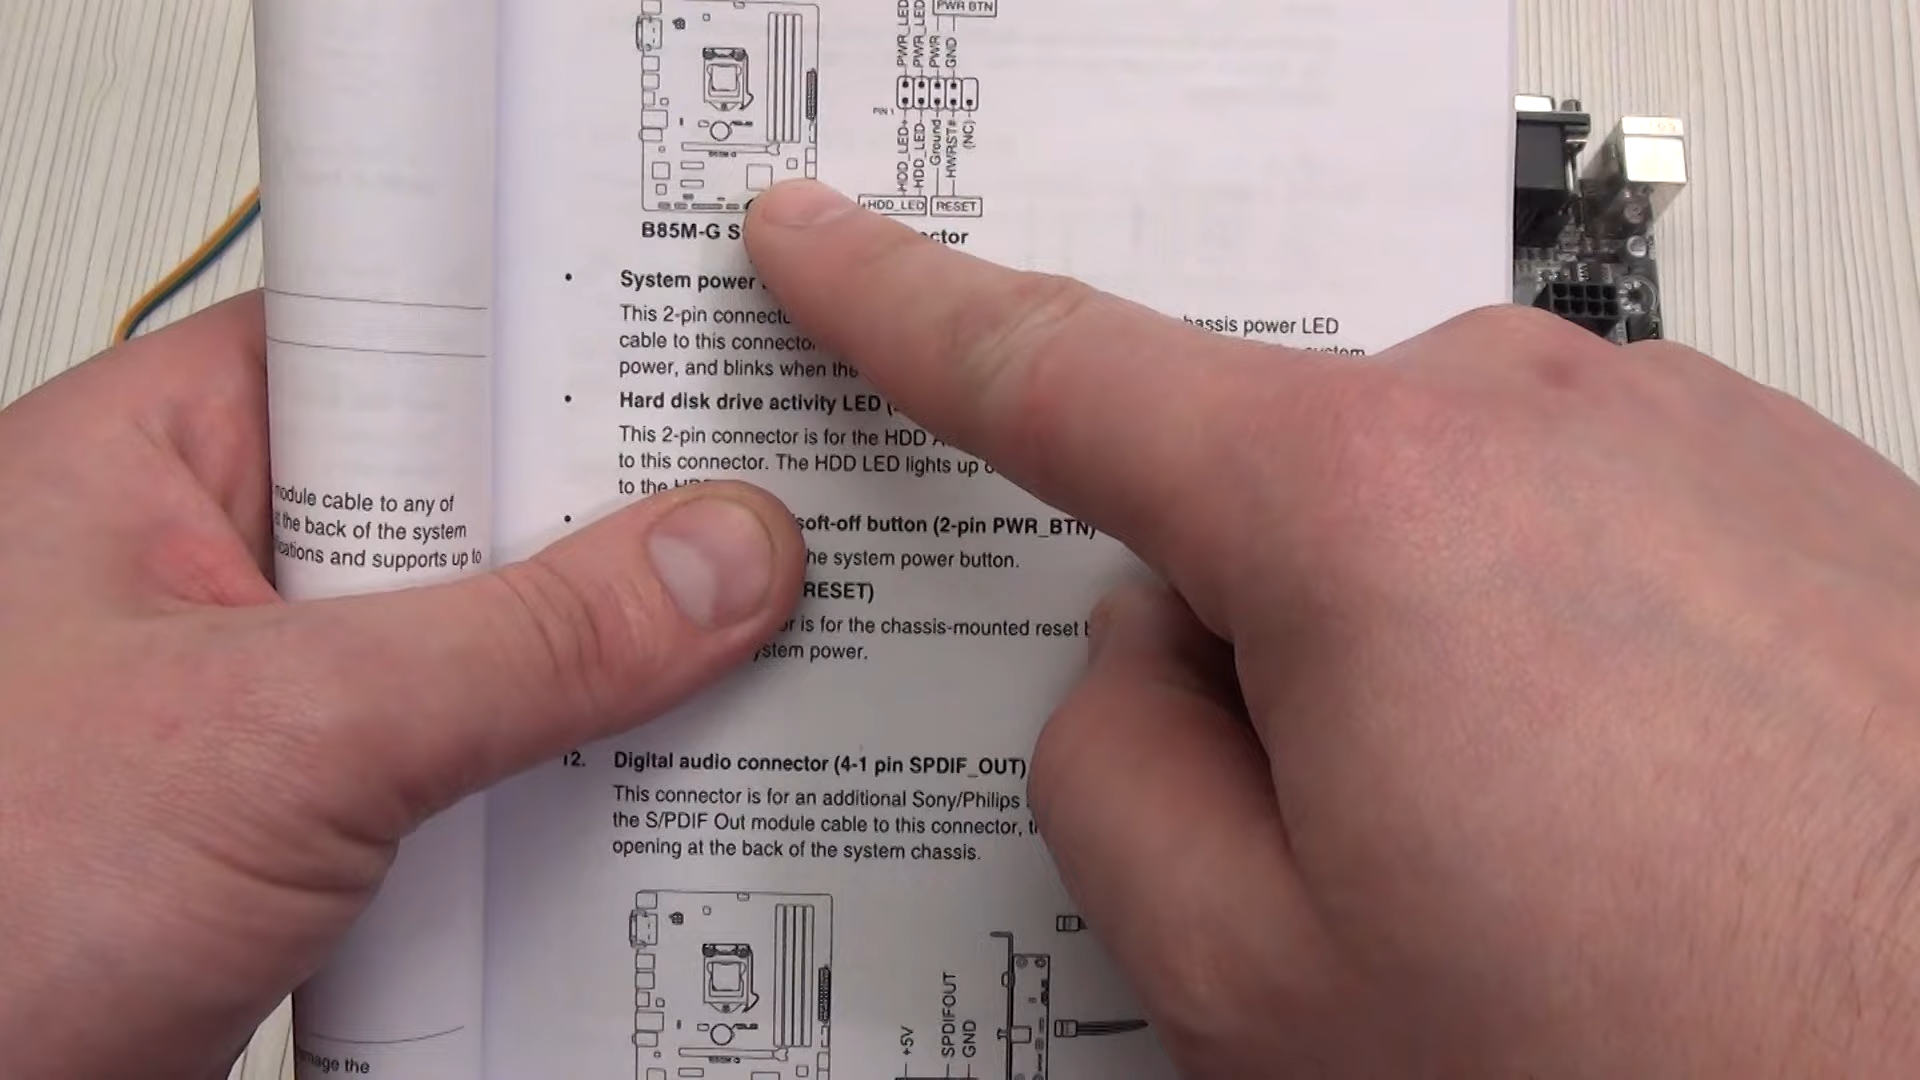 PWR BTN
PWR_LED
PWR_LED
PWR
GND
PIN 1
HDD_LED+
HDD_LED-
Ground
HWRST#
(NC)
+HDD_LED
RESET
B85M-G
ctor
• System power
This 2-pin hassis power LED
cable to this system
power, and blinks when the
• Hard disk drive activity LED
This 2-pin connector is for the HDD
to this connector. The HDD LED lights up
to the
• soft-off button (2-pin PWR_BTN)
he system power button.
RESET)
is for the chassis-mounted reset
ystem power.
module cable to any of
the back of the system
ications and supports up to
12. Digital audio connector (4-1 pin SPDIF_OUT)
This connector is for an additional Sony/Philips
the S/PDIF Out module cable to this connector,
opening at the back of the system chassis.
+5V
SPDIFOUT
GND
mage the